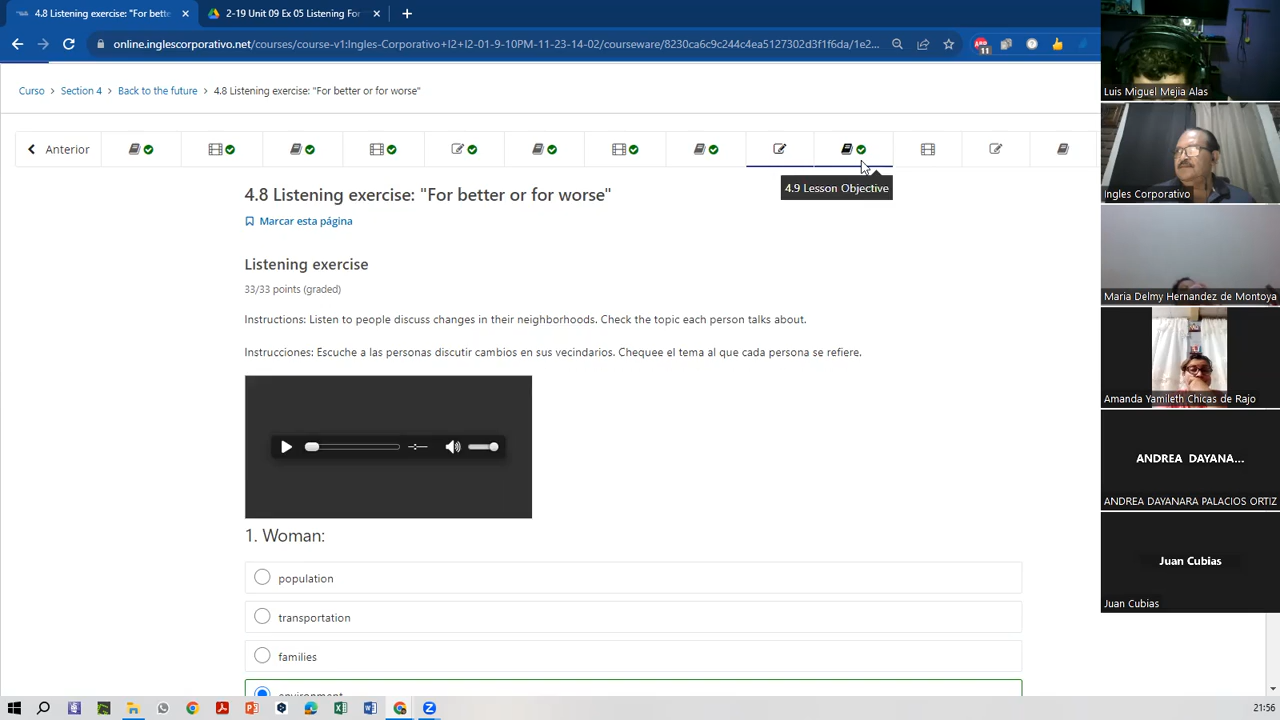 4.8 Listening exercise: "For bette
2-19 Unit 09 Ex 05 Listening For
online.inglescorporativo.net/courses/course-v1:Ingles-Corporativo+I2+I2-01-9-10PM-11-23-14-02/courseware/8230ca6c9c244c4ea5127302d3f1f6da/1e2...
11
Curso > Section 4 > Back to the future > 4.8 Listening exercise: "For better or for worse"
Anterior
4.9 Lesson Objective
4.8 Listening exercise: "For better or for worse"
Marcar esta página
Listening exercise
33/33 points (graded)
Instructions: Listen to people discuss changes in their neighborhoods. Check the topic each person talks about.
Instrucciones: Escuche a las personas discutir cambios en sus vecindarios. Chequee el tema al que cada persona se refiere.
-:-
1. Woman:
population
transportation
families
environment
Luis Miguel Mejia Alas
Ingles Corporativo
Maria Delmy Hernandez de Montoya
Amanda Yamileth Chicas de Rajo
ANDREA DAYANA...
ANDREA DAYANARA PALACIOS ORTIZ
Juan Cubias
Juan Cubias
21:56